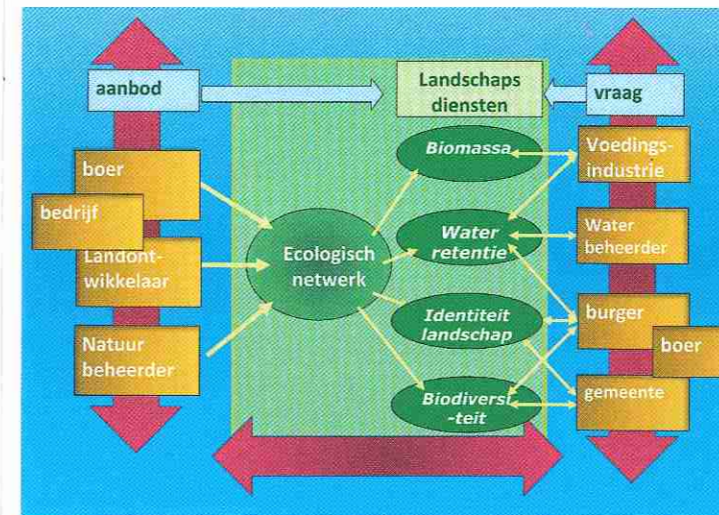 aanbod
Landschaps
diensten
vraag
boer
bedrijf
Landont-
wikkelaar
Natuur
beheerder
Ecologisch
netwerk
Biomassa
Water
retentie
Identiteit
landschap
Biodiversi
-teit
Voedings-
industrie
Water
beheerder
burger
boer
gemeente